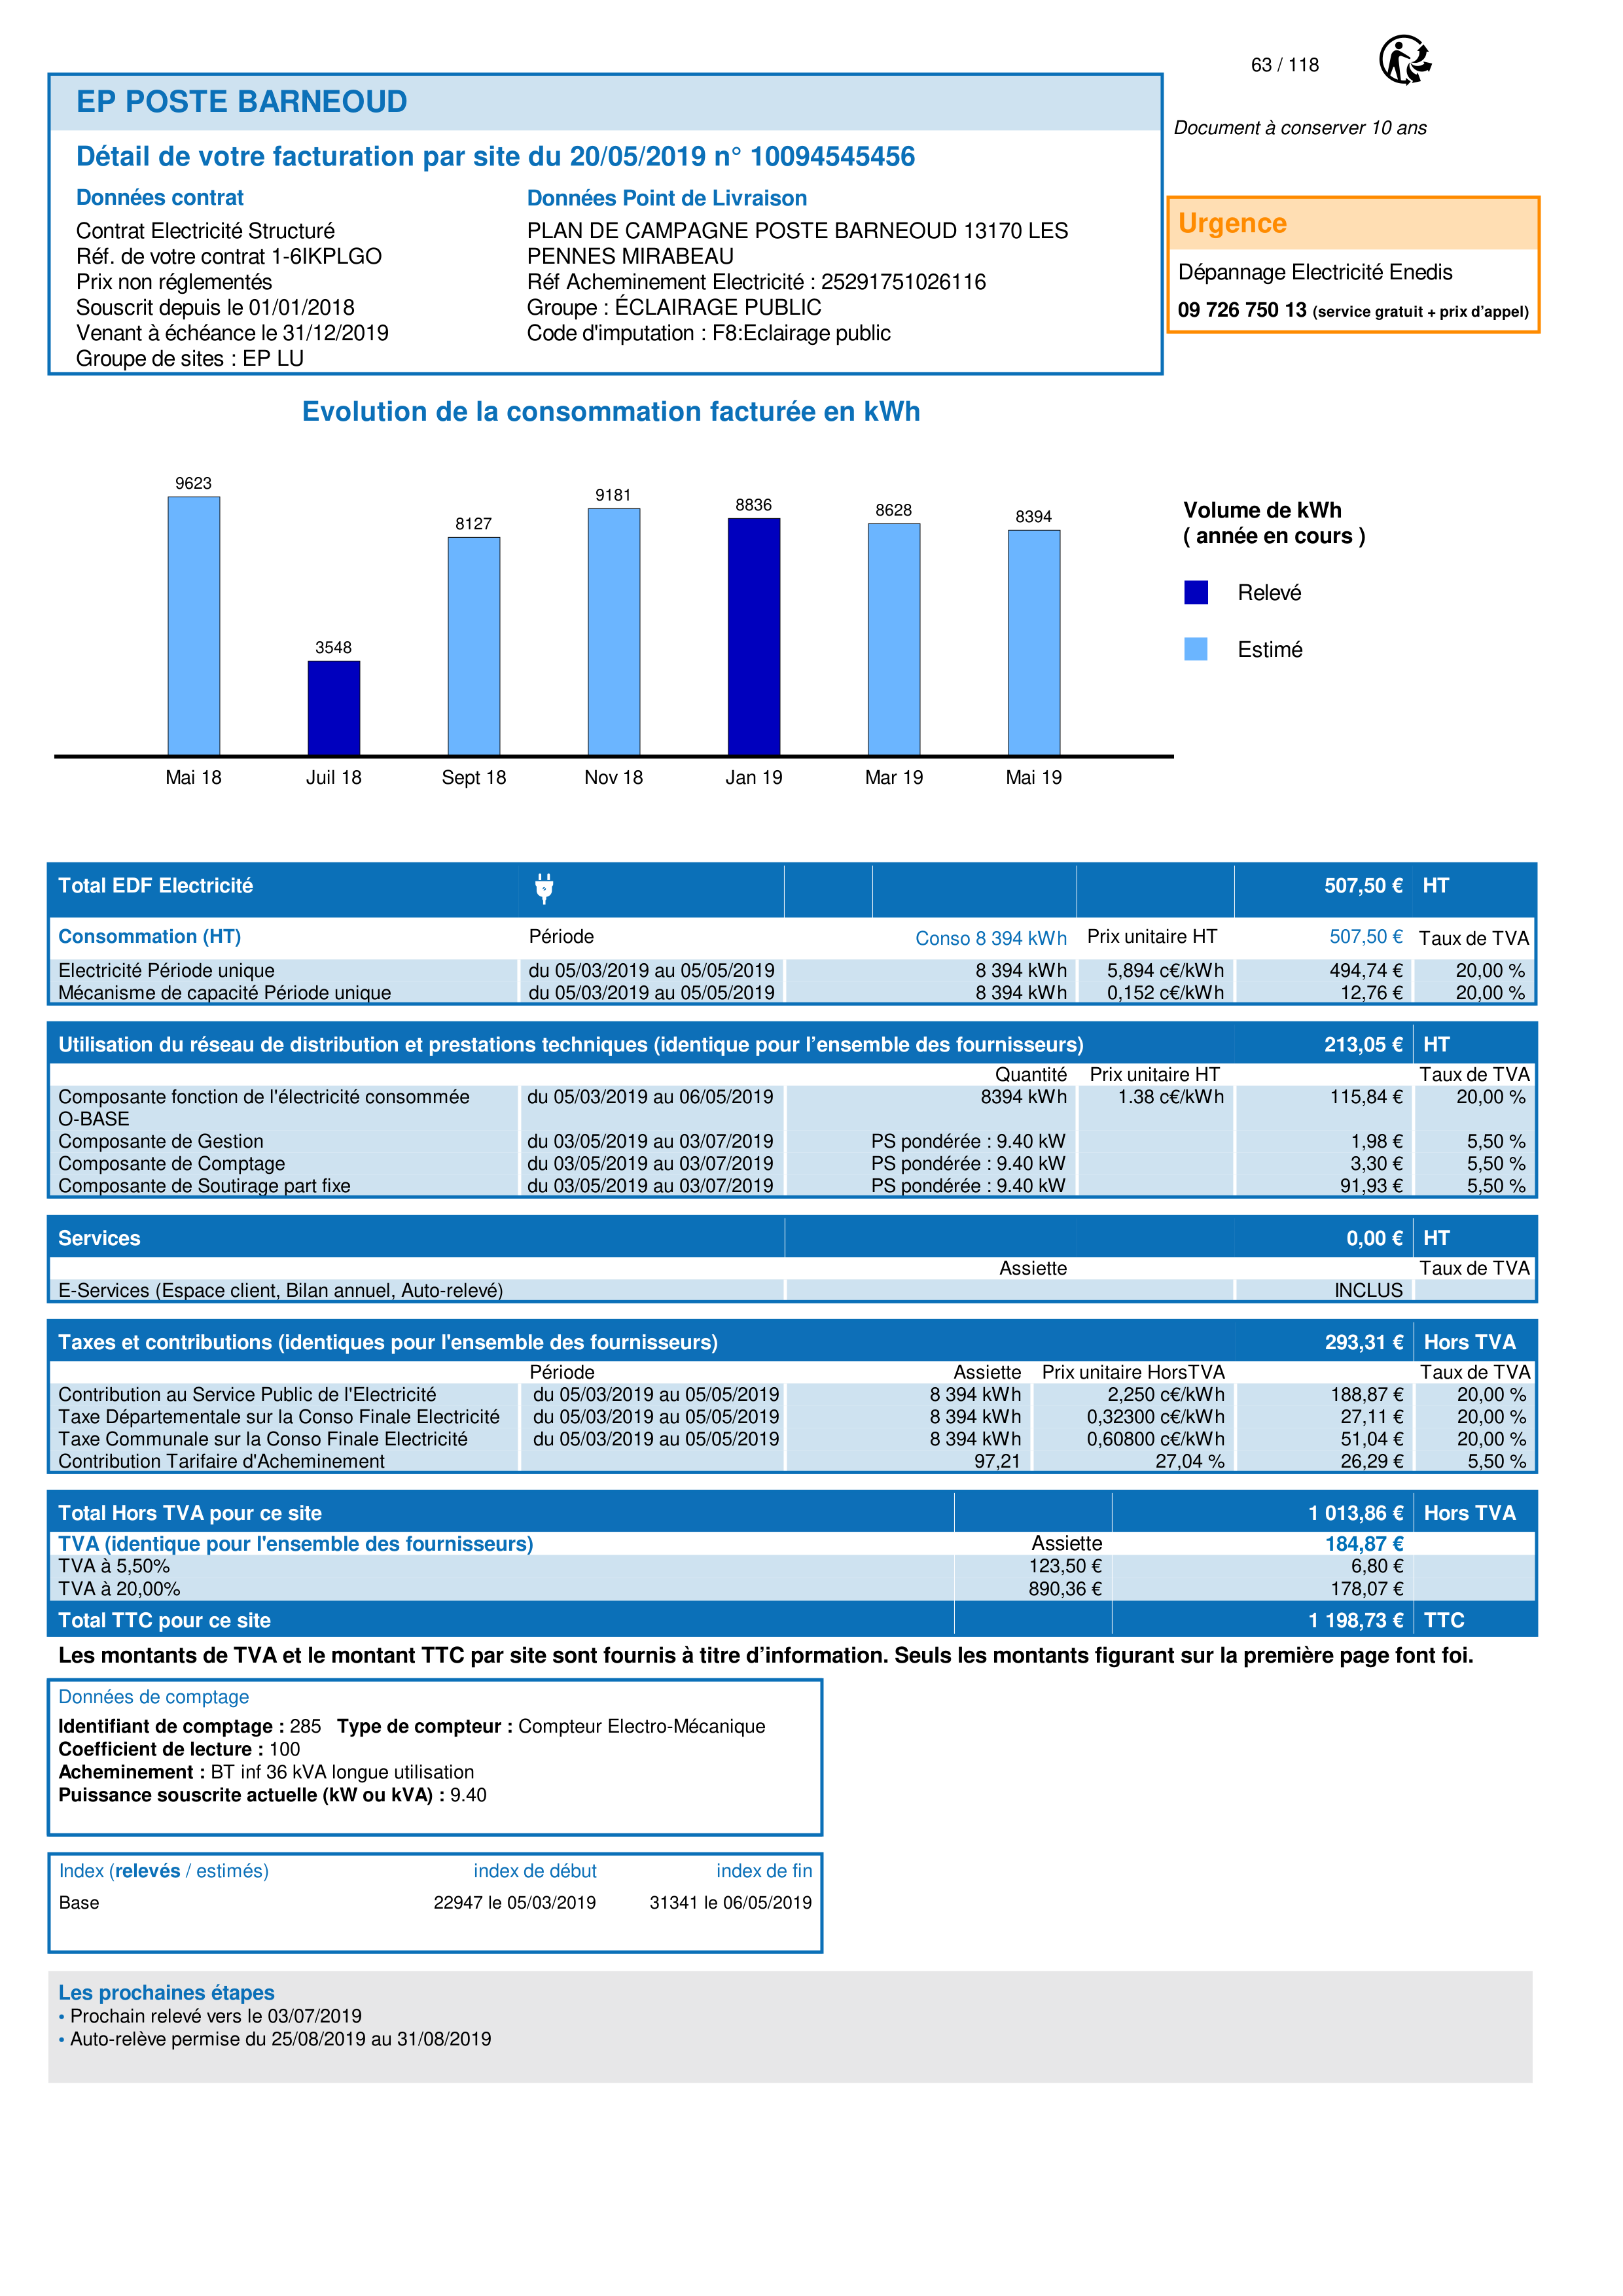 63 / 118
EP POSTE BARNEOUD
Document à conserver 10 ans
Détail de votre facturation par site du 20/05/2019 n° 10094545456
Données contrat
Contrat Electricité Structuré
Réf. de votre contrat 1-6IKPLGO
Prix non réglementés
Souscrit depuis le 01/01/2018
Venant à échéance le 31/12/2019
Groupe de sites : EP LU
Données Point de Livraison
PLAN DE CAMPAGNE POSTE BARNEOUD 13170 LES
PENNES MIRABEAU
Réf Acheminement Electricité : 25291751026116
Groupe : ÉCLAIRAGE PUBLIC
Code d'imputation : F8:Eclairage public
Urgence
Dépannage Electricité Enedis
09 726 750 13 (service gratuit + prix d’appel)
Evolution de la consommation facturée en kWh
9623
3548
8127
9181
8836
8628
8394
Mai 18
Juil 18
Sept 18
Nov 18
Jan 19
Mar 19
Mai 19
Volume de kWh
( année en cours )
Relevé
Estimé
Total EDF Electricité 507,50 € HT
Consommation (HT) Période Conso 8 394 kWh Prix unitaire HT 507,50 € Taux de TVA
Electricité Période unique du 05/03/2019 au 05/05/2019 8 394 kWh 5,894 c€/kWh 494,74 € 20,00 %
Mécanisme de capacité Période unique du 05/03/2019 au 05/05/2019 8 394 kWh 0,152 c€/kWh 12,76 € 20,00 %
Utilisation du réseau de distribution et prestations techniques (identique pour l’ensemble des fournisseurs) 213,05 € HT
Quantité Prix unitaire HT Taux de TVA
Composante fonction de l'électricité consommée du 05/03/2019 au 06/05/2019 8394 kWh 1.38 c€/kWh 115,84 € 20,00 %
O-BASE
Composante de Gestion du 03/05/2019 au 03/07/2019 PS pondérée : 9.40 kW 1,98 € 5,50 %
Composante de Comptage du 03/05/2019 au 03/07/2019 PS pondérée : 9.40 kW 3,30 € 5,50 %
Composante de Soutirage part fixe du 03/05/2019 au 03/07/2019 PS pondérée : 9.40 kW 91,93 € 5,50 %
Services 0,00 € HT
Assiette Taux de TVA
E-Services (Espace client, Bilan annuel, Auto-relevé) INCLUS
Taxes et contributions (identiques pour l'ensemble des fournisseurs) 293,31 € Hors TVA
Période Assiette Prix unitaire HorsTVA Taux de TVA
Contribution au Service Public de l'Electricité du 05/03/2019 au 05/05/2019 8 394 kWh 2,250 c€/kWh 188,87 € 20,00 %
Taxe Départementale sur la Conso Finale Electricité du 05/03/2019 au 05/05/2019 8 394 kWh 0,32300 c€/kWh 27,11 € 20,00 %
Taxe Communale sur la Conso Finale Electricité du 05/03/2019 au 05/05/2019 8 394 kWh 0,60800 c€/kWh 51,04 € 20,00 %
Contribution Tarifaire d'Acheminement 97,21 27,04 % 26,29 € 5,50 %
Total Hors TVA pour ce site 1 013,86 € Hors TVA
TVA (identique pour l'ensemble des fournisseurs) Assiette 184,87 €
TVA à 5,50% 123,50 € 6,80 €
TVA à 20,00% 890,36 € 178,07 €
Total TTC pour ce site 1 198,73 € TTC
Les montants de TVA et le montant TTC par site sont fournis à titre d’information. Seuls les montants figurant sur la première page font foi.
Données de comptage
Identifiant de comptage : 285 Type de compteur : Compteur Electro-Mécanique
Coefficient de lecture : 100
Acheminement : BT inf 36 kVA longue utilisation
Puissance souscrite actuelle (kW ou kVA) : 9.40
Index (relevés / estimés) index de début index de fin
Base 22947 le 05/03/2019 31341 le 06/05/2019
Les prochaines étapes
• Prochain relevé vers le 03/07/2019
• Auto-relève permise du 25/08/2019 au 31/08/2019